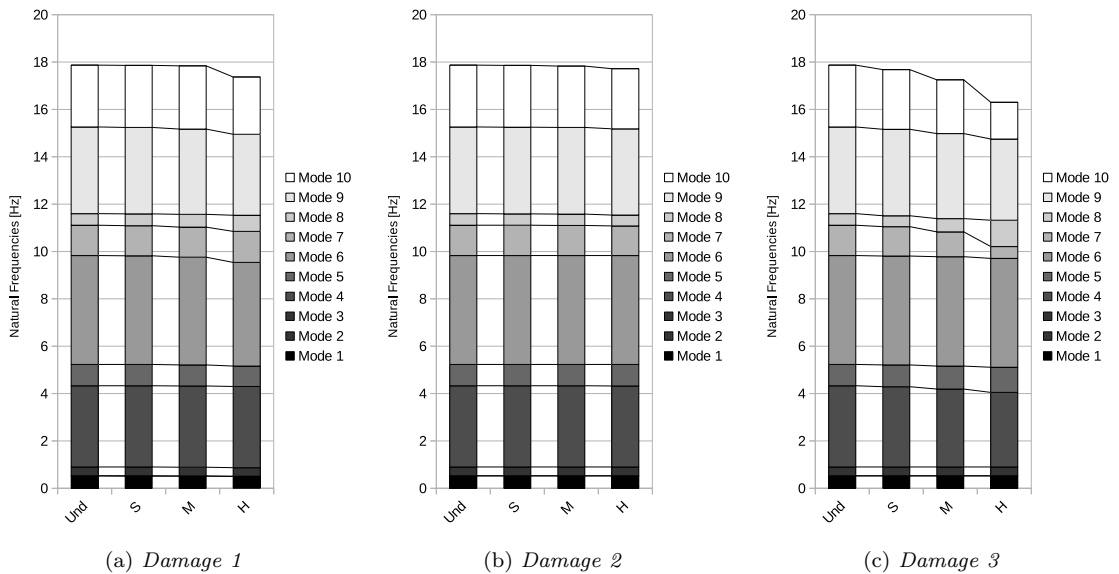 Natural Frequencies [Hz]
20
18
16
14
12
10
8
6
4
2
0
Und
S
M
H
Mode 10
Mode 9
Mode 8
Mode 7
Mode 6
Mode 5
Mode 4
Mode 3
Mode 2
Mode 1
(a) Damage 1
Natural Frequencies [Hz]
20
18
16
14
12
10
8
6
4
2
0
Und
S
M
H
Mode 10
Mode 9
Mode 8
Mode 7
Mode 6
Mode 5
Mode 4
Mode 3
Mode 2
Mode 1
(b) Damage 2
Natural Frequencies [Hz]
20
18
16
14
12
10
8
6
4
2
0
Und
S
M
H
Mode 10
Mode 9
Mode 8
Mode 7
Mode 6
Mode 5
Mode 4
Mode 3
Mode 2
Mode 1
(c) Damage 3